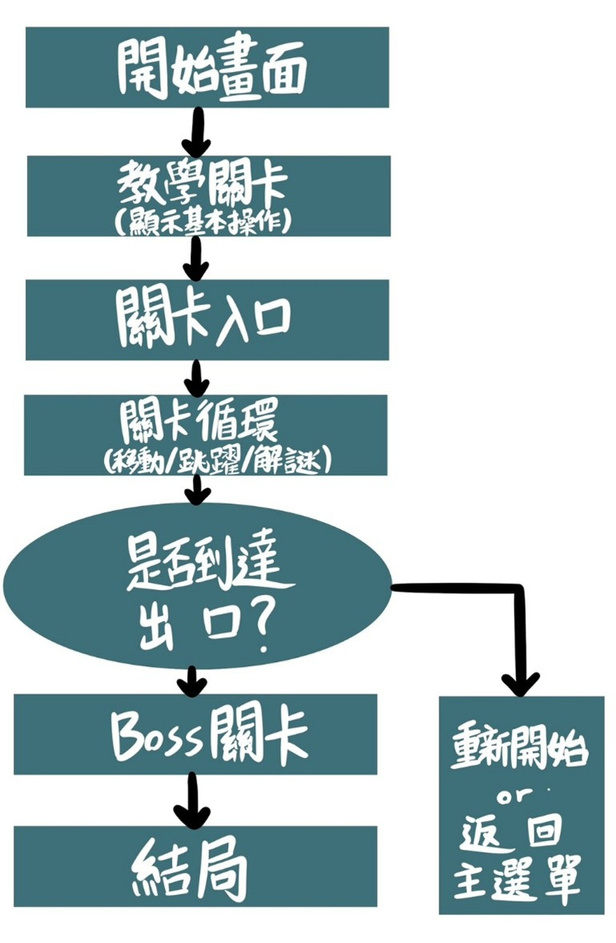 開始畫面
教學關卡
(顯示基本操作)
關卡入口
關卡循環
(移動/跳躍/解謎)
是否到達
出口?
Boss關卡
結局
重新開始
or
返回
主選單